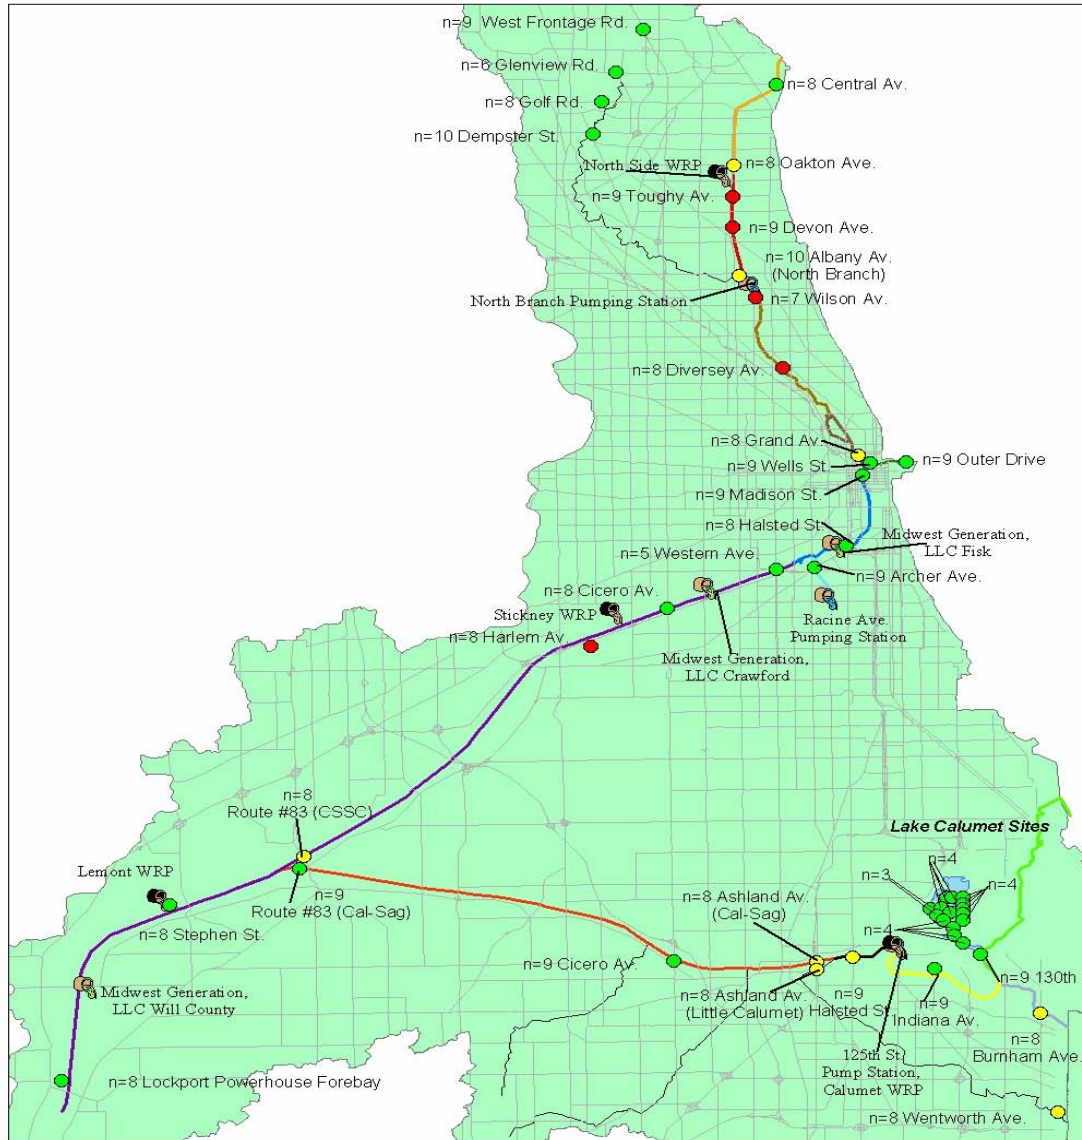 n=9 West Frontage Rd.
n=6 Glenview Rd.
n=8 Golf Rd.
n=10 Dempster St.
n=8 Central Av.
n=8 Oakton Ave.
North Side WRP
n=9 Toughy Av.
n=9 Devon Ave.
n=10 Albany Av.
(North Branch)
North Branch Pumping Station
n=7 Wilson Av.
n=8 Diversey Av.
n=8 Grand Av.
n=9 Wells St.
n=9 Outer Drive
n=9 Madison St.
n=8 Halsted St.
Midwest Generation,
LLC Fisk
n=5 Western Ave.
n=9 Archer Ave.
n=8 Cicero Av.
Stickney WRP
n=8 Harlem Av.
Racine Ave.
Pumping Station
Midwest Generation,
LLC Crawford
n=8
Route #83 (CSSC)
Lake Calumet Sites
n=4
n=3
n=4
n=4
Lemont WRP
n=9
Route #83 (Cal-Sag)
n=8 Ashland Av.
(Cal-Sag)
n=8 Stephen St.
n=9 Cicero Av.
n=9 130th
n=8 Ashland Av.
(Little Calumet)
n=9
Halsted St.
n=9
Indiana Av.
Midwest Generation,
LLC Will County
n=8
Burnham Ave.
125th St.
Pump Station,
Calumet WRP
n=8 Lockport Powerhouse Forebay
n=8 Wentworth Ave.